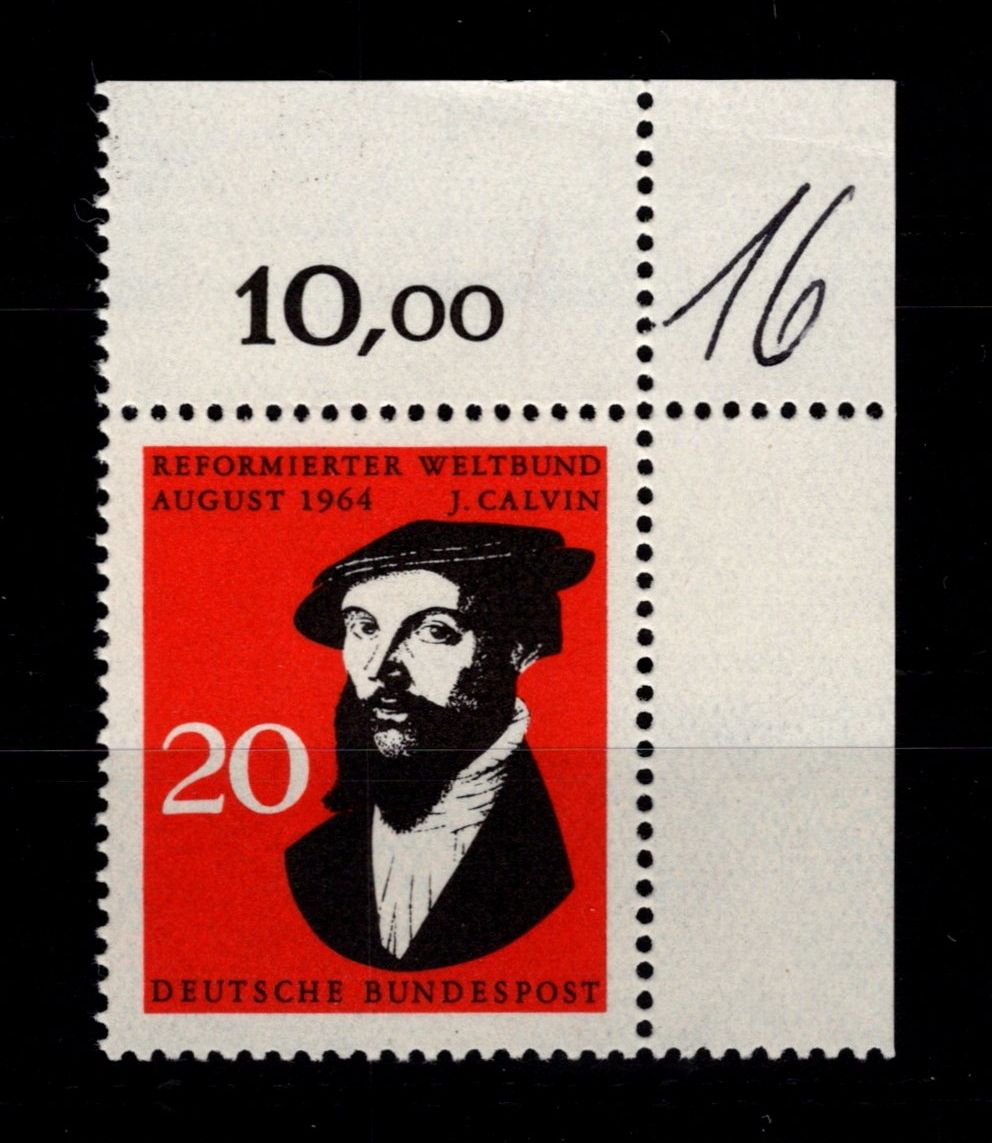 10,00
16
REFORMIERTER WELTBUND
AUGUST 1964 J. CALVIN
20
DEUTSCHE BUNDESPOST